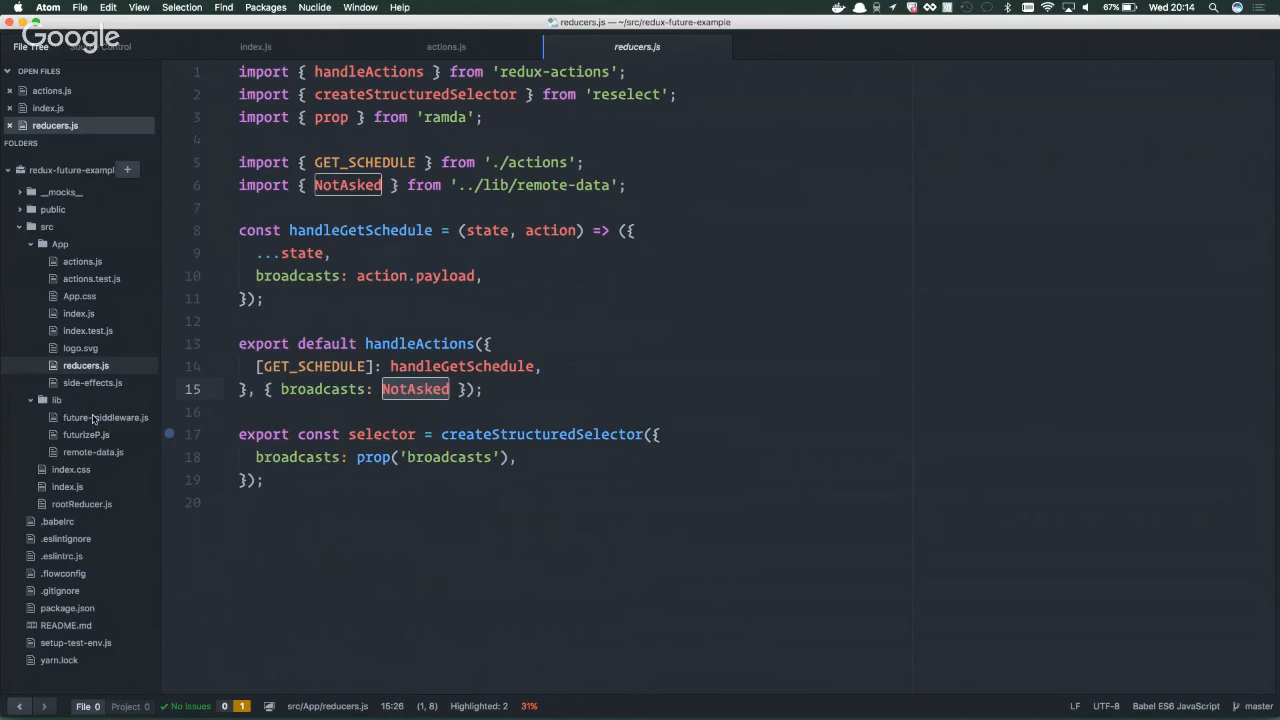 Atom File Edit View Selection Find Packages Nuclide Window Help
67% Wed 20:14
reducers.js — ~/src/redux-future-example
Google
File Tree Control
index.js
actions.js
reducers.js
OPEN FILES
actions.js
index.js
reducers.js
FOLDERS
redux-future-exampl
+
__mocks__
public
src
App
actions.js
actions.test.js
App.css
index.js
index.test.js
logo.svg
reducers.js
side-effects.js
lib
future-middleware.js
futurizeP.js
remote-data.js
index.css
index.js
rootReducer.js
.babelrc
.eslintignore
.eslintrc.js
.flowconfig
.gitignore
package.json
README.md
setup-test-env.js
yarn.lock
1 import { handleActions } from 'redux-actions';
2 import { createStructuredSelector } from 'reselect';
3 import { prop } from 'ramda';
4
5 import { GET_SCHEDULE } from './actions';
6 import { NotAsked } from '../lib/remote-data';
7
8 const handleGetSchedule = (state, action) => ({
9 ...state,
10 broadcasts: action.payload,
11 });
12
13 export default handleActions({
14 [GET_SCHEDULE]: handleGetSchedule,
15 }, { broadcasts: NotAsked });
16
17 export const selector = createStructuredSelector({
18 broadcasts: prop('broadcasts'),
19 });
20
File 0 Project 0 No Issues 0 1 src/App/reducers.js 15:26 (1, 8) Highlighted: 2 31% LF UTF-8 Babel ES6 JavaScript master